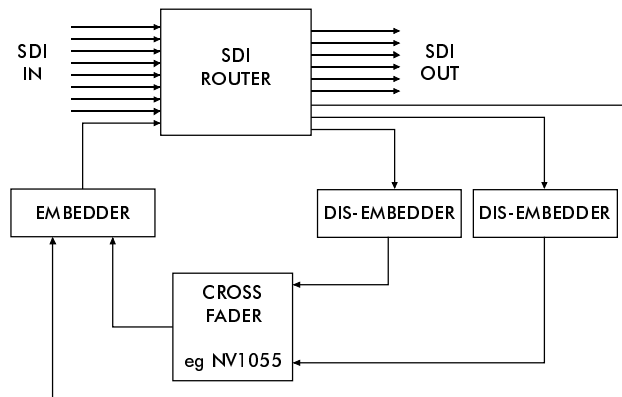 SDI
IN
SDI
ROUTER
SDI
OUT
EMBEDDER
DIS-EMBEDDER
DIS-EMBEDDER
CROSS
FADER
eg NV1055